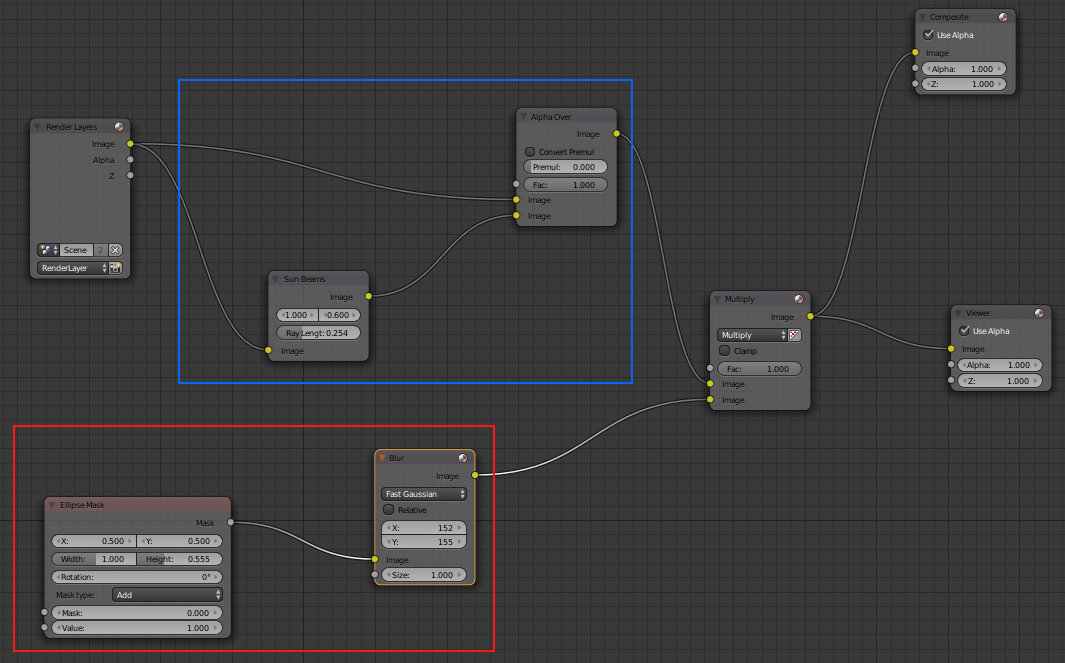 Composite
Use Alpha
Image
Alpha: 1.000
Z: 1.000
Render Layers
Image
Alpha
Z
Scene 2
RenderLayer
Alpha Over
Image
Convert Premul
Premul: 0.000
Fac: 1.000
Image
Image
Sun Beams
Image
1.000 -0.600
Ray Lengt: 0.254
Image
Multiply
Image
Multiply
Clamp
Fac: 1.000
Image
Image
Viewer
Use Alpha
Image
Alpha: 1.000
Z: 1.000
Blur
Image
Fast Gaussian
Relative
X: 152
Y: 155
Image
Size: 1.000
Ellipse Mask
Mask
X: 0.500 Y: 0.500
Width: 1.000 Height: 0.555
Rotation: 0°
Mask type: Add
Mask: 0.000
Value: 1.000